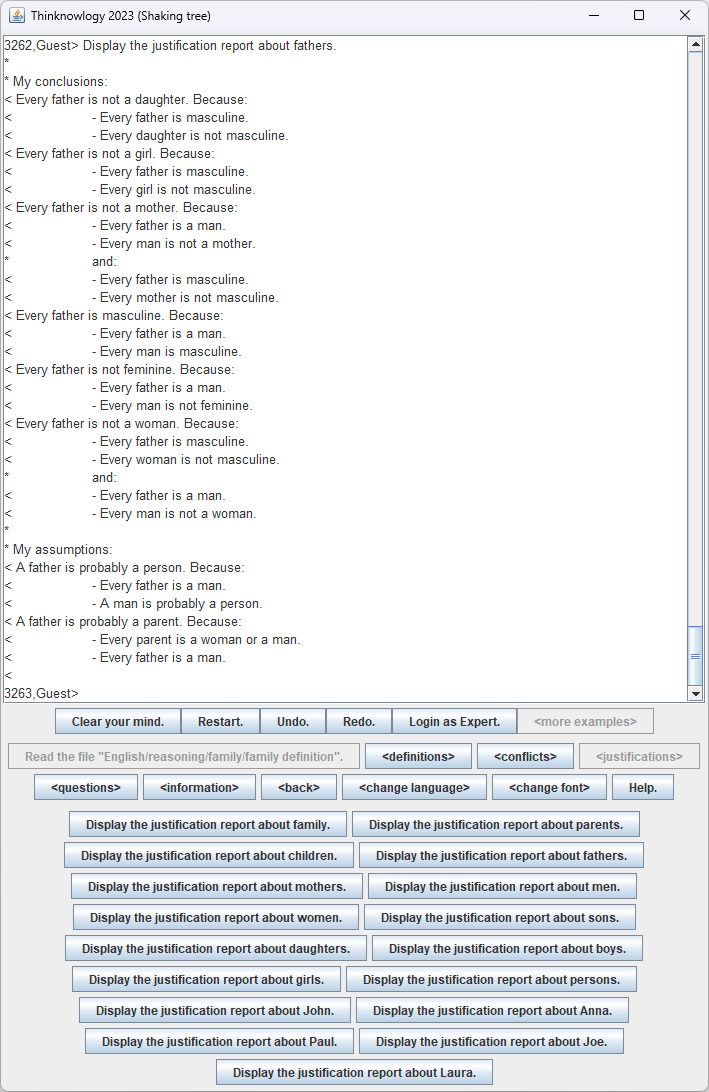 Thinknowlogy 2023 (Shaking tree)
3262,Guest> Display the justification report about fathers.
*
* My conclusions:
< Every father is not a daughter. Because:
< - Every father is masculine.
< - Every daughter is not masculine.
< Every father is not a girl. Because:
< - Every father is masculine.
< - Every girl is not masculine.
< Every father is not a mother. Because:
< - Every father is a man.
< - Every man is not a mother.
* and:
< - Every father is masculine.
< - Every mother is not masculine.
< Every father is masculine. Because:
< - Every father is a man.
< - Every man is masculine.
< Every father is not feminine. Because:
< - Every father is a man.
< - Every man is not feminine.
< Every father is not a woman. Because:
< - Every father is masculine.
< - Every woman is not masculine.
* and:
< - Every father is a man.
< - Every man is not a woman.
*
* My assumptions:
< A father is probably a person. Because:
< - Every father is a man.
< - A man is probably a person.
< A father is probably a parent. Because:
< - Every parent is a woman or a man.
< - Every father is a man.
<
3263,Guest>
Clear your mind. Restart. Undo. Redo. Login as Expert. <more examples>
Read the file "English/reasoning/family/family definition". <definitions> <conflicts> <justifications>
<questions> <information> <back> <change language> <change font> Help.
Display the justification report about family. Display the justification report about parents.
Display the justification report about children. Display the justification report about fathers.
Display the justification report about mothers. Display the justification report about men.
Display the justification report about women. Display the justification report about sons.
Display the justification report about daughters. Display the justification report about boys.
Display the justification report about girls. Display the justification report about persons.
Display the justification report about John. Display the justification report about Anna.
Display the justification report about Paul. Display the justification report about Joe.
Display the justification report about Laura.